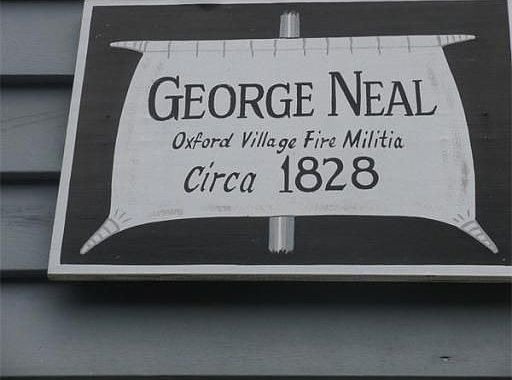 GEORGE NEAL
Oxford Village Fire Militia
Circa 1828